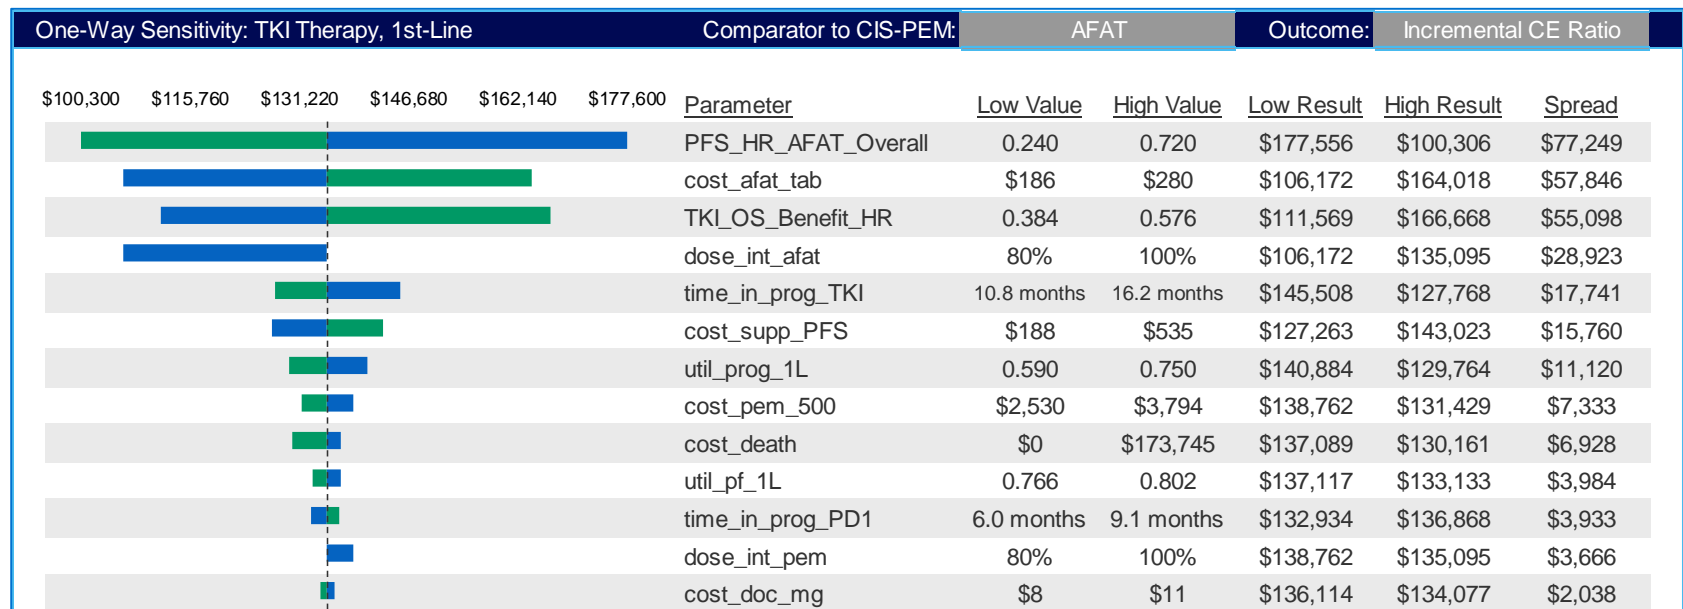 One-Way Sensitivity: TKI Therapy, 1st-Line Comparator to CIS-PEM: AFAT Outcome: Incremental CE Ratio
$100,300 $115,760 $131,220 $146,680 $162,140 $177,600 Parameter Low Value High Value Low Result High Result Spread
PFS_HR_AFAT_Overall 0.240 0.720 $177,556 $100,306 $77,249
cost_afat_tab $186 $280 $106,172 $164,018 $57,846
TKI_OS_Benefit_HR 0.384 0.576 $111,569 $166,668 $55,098
dose_int_afat 80% 100% $106,172 $135,095 $28,923
time_in_prog_TKI 10.8 months 16.2 months $145,508 $127,768 $17,741
cost_supp_PFS $188 $535 $127,263 $143,023 $15,760
util_prog_1L 0.590 0.750 $140,884 $129,764 $11,120
cost_pem_500 $2,530 $3,794 $138,762 $131,429 $7,333
cost_death $0 $173,745 $137,089 $130,161 $6,928
util_pf_1L 0.766 0.802 $137,117 $133,133 $3,984
time_in_prog_PD1 6.0 months 9.1 months $132,934 $136,868 $3,933
dose_int_pem 80% 100% $138,762 $135,095 $3,666
cost_doc_mg $8 $11 $136,114 $134,077 $2,038